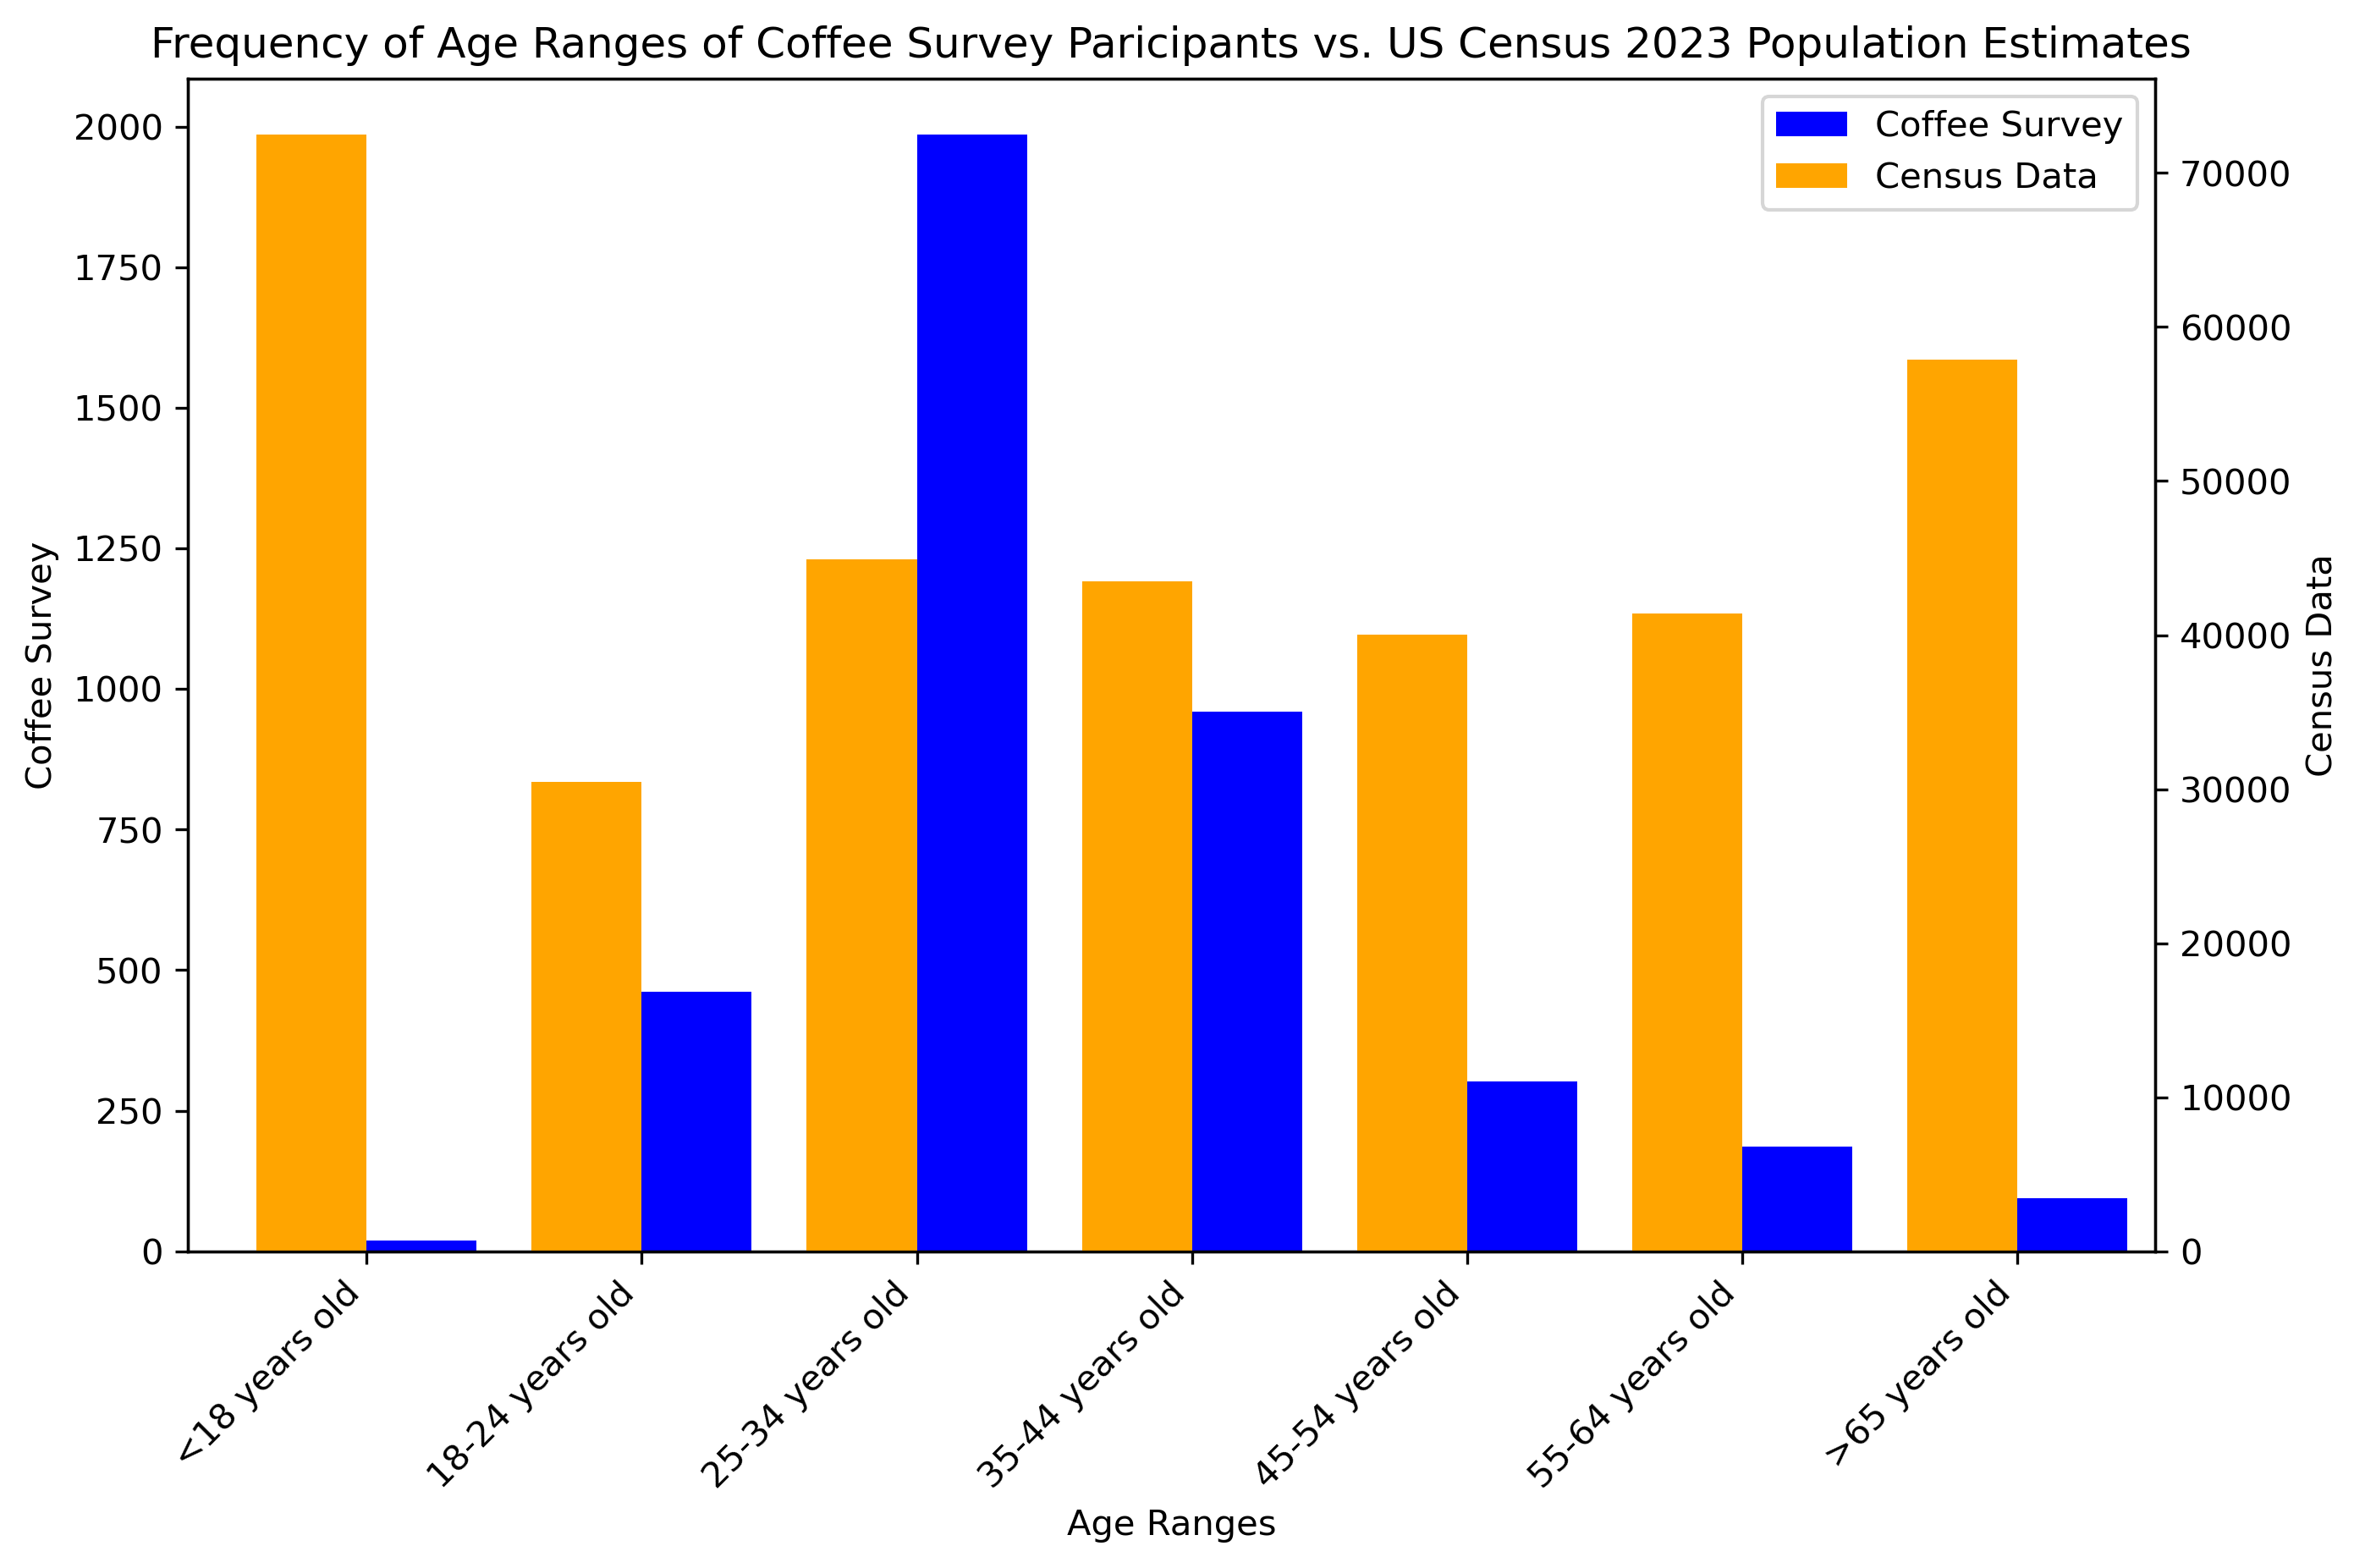 Frequency of Age Ranges of Coffee Survey Paricipants vs. US Census 2023 Population Estimates
Coffee Survey
Census Data
2000
1750
1500
1250
1000
750
500
250
0
Coffee Survey
70000
60000
50000
40000
30000
20000
10000
0
Census Data
<18 years old
18-24 years old
25-34 years old
35-44 years old
45-54 years old
55-64 years old
>65 years old
Age Ranges